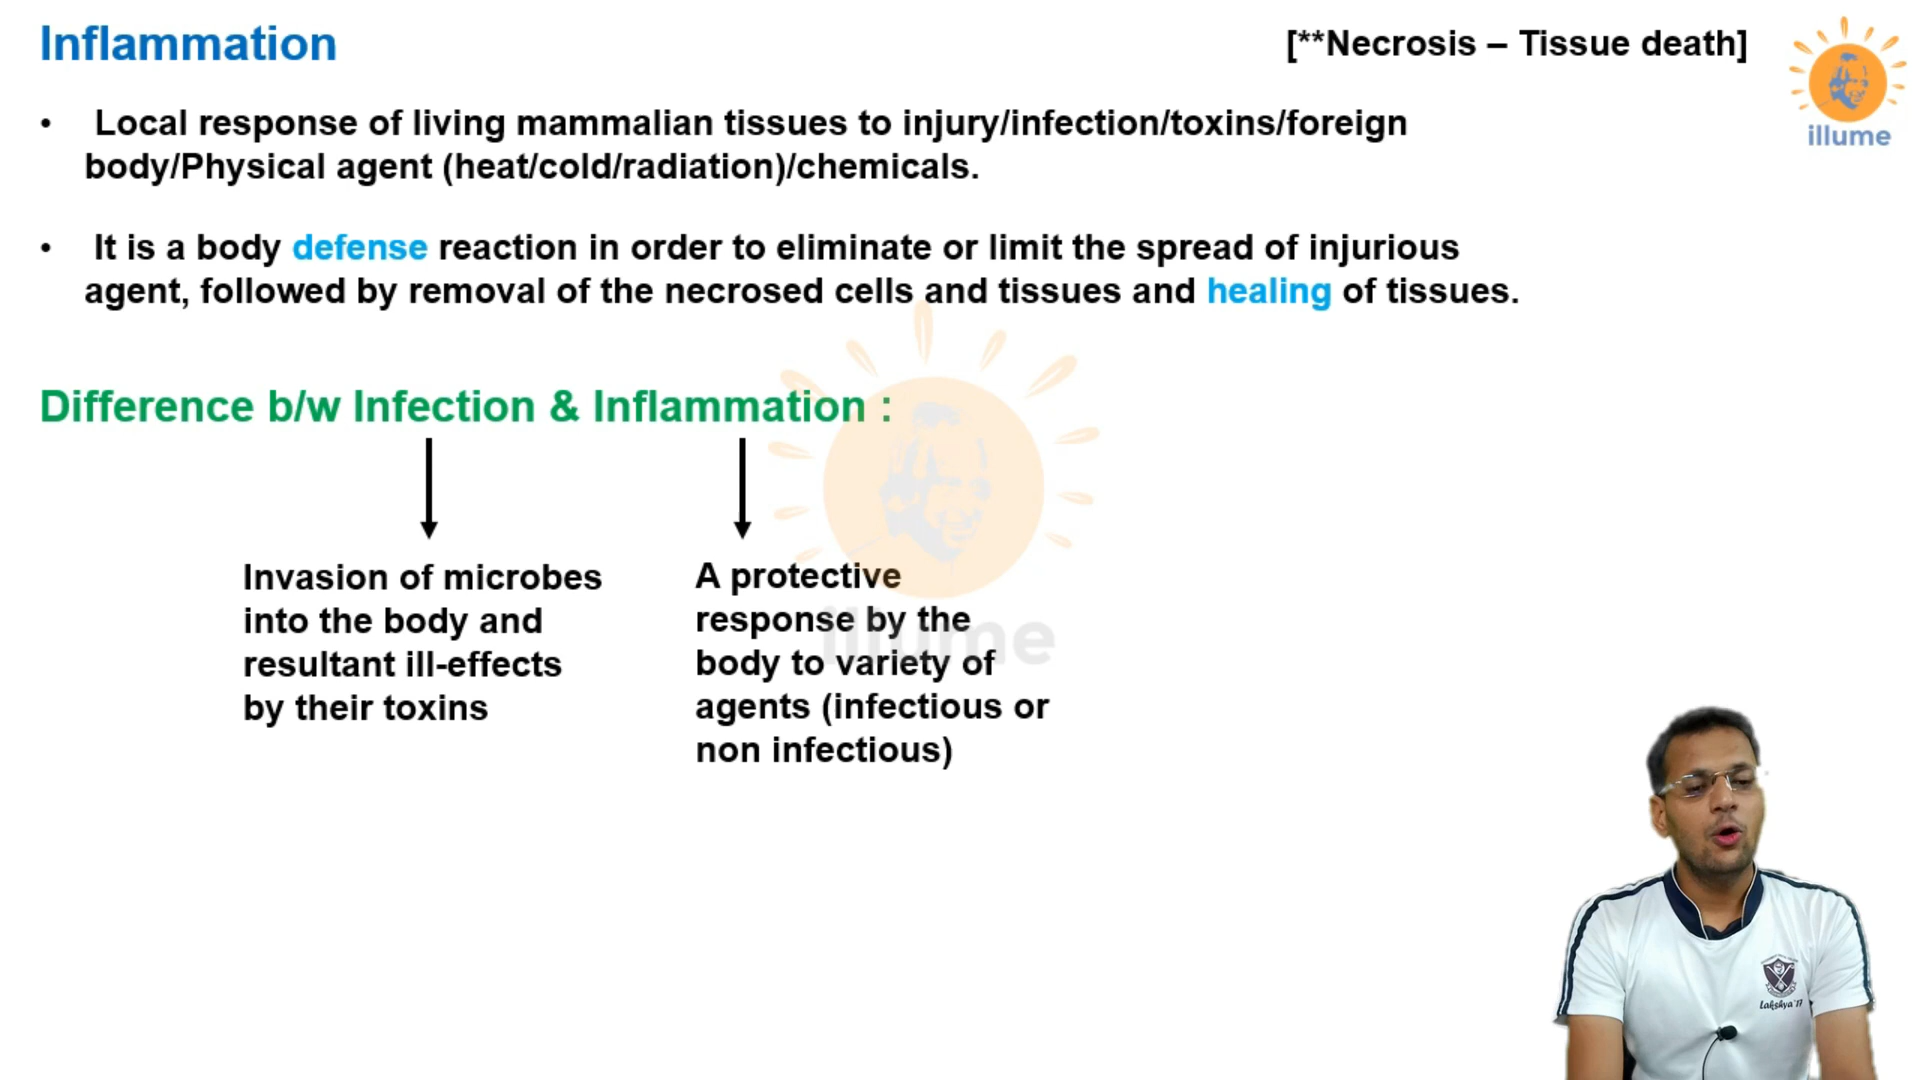 Inflammation
[**Necrosis – Tissue death]
illume
• Local response of living mammalian tissues to injury/infection/toxins/foreign
body/Physical agent (heat/cold/radiation)/chemicals.
• It is a body defense reaction in order to eliminate or limit the spread of injurious
agent, followed by removal of the necrosed cells and tissues and healing of tissues.
Difference b/w Infection & Inflammation :
Invasion of microbes
into the body and
resultant ill-effects
by their toxins
A protective
response by the
body to variety of
agents (infectious or
non infectious)
illume
Lakshya'17